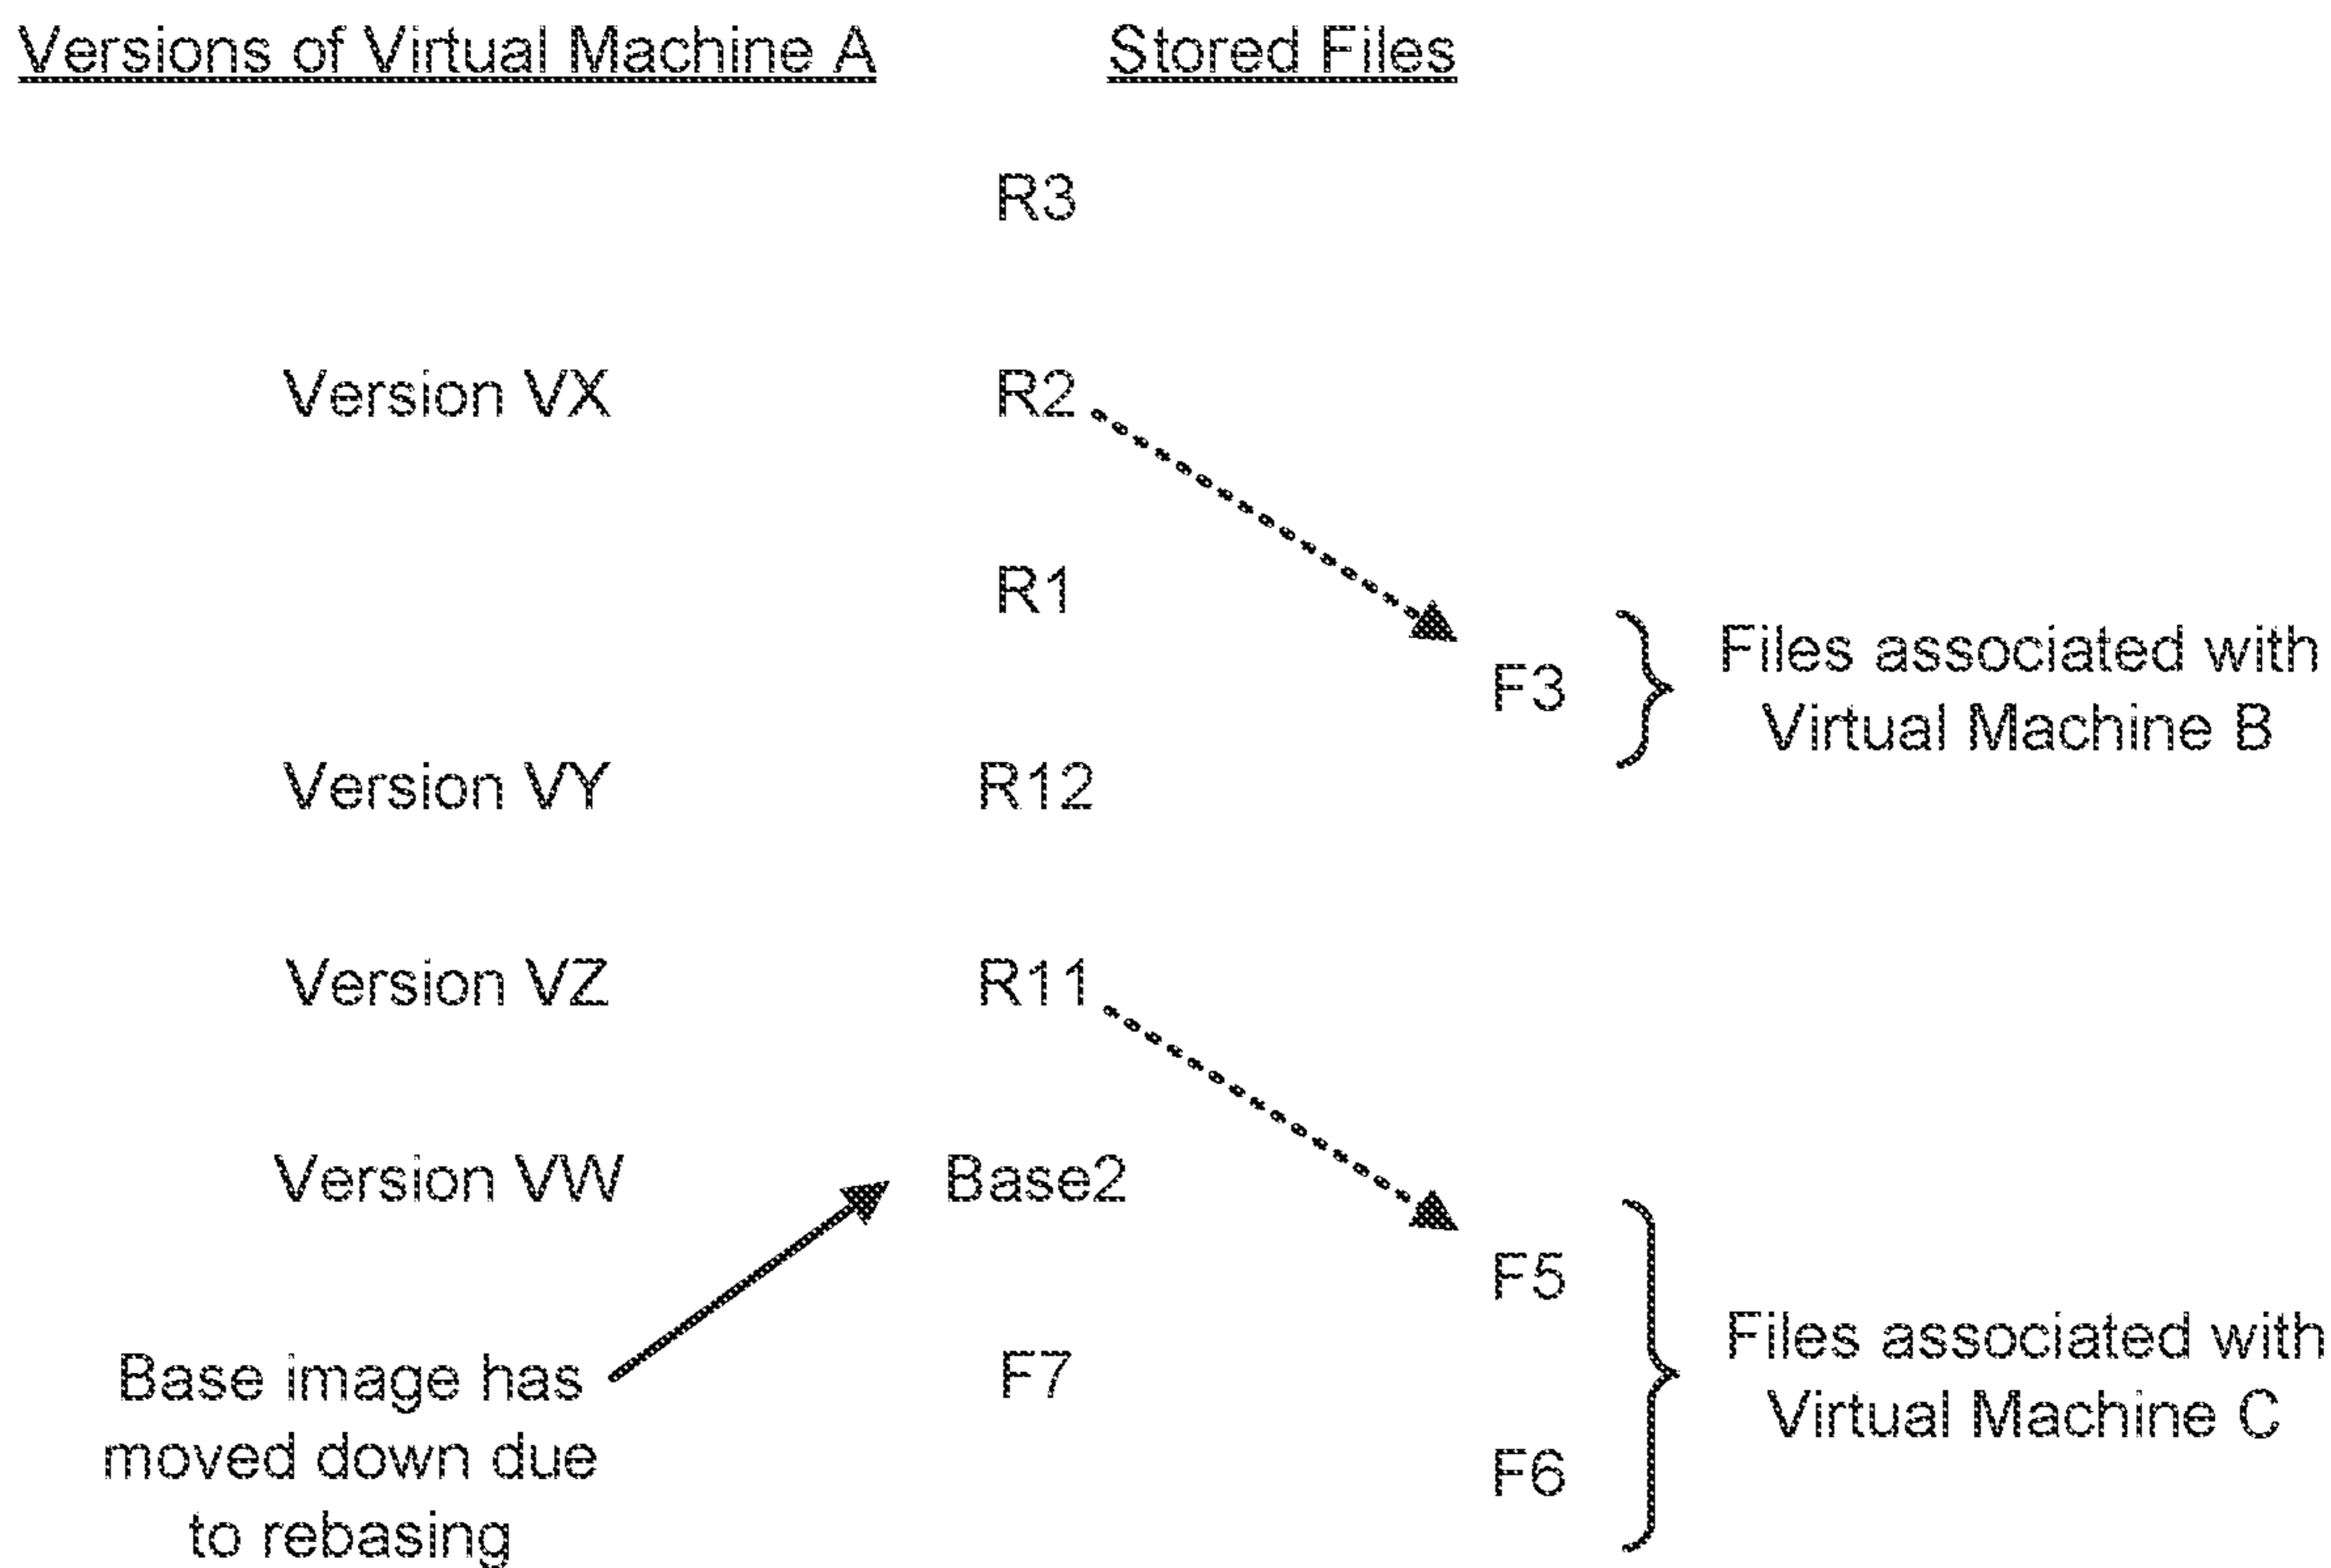 Versions of Virtual Machine A
Stored Files
R3
Version VX
R2
R1
F3
Files associated with
Virtual Machine B
Version VY
R12
Version VZ
R11
Version VW
Base2
F5
Base image has
moved down due
to rebasing
F7
F6
Files associated with
Virtual Machine C